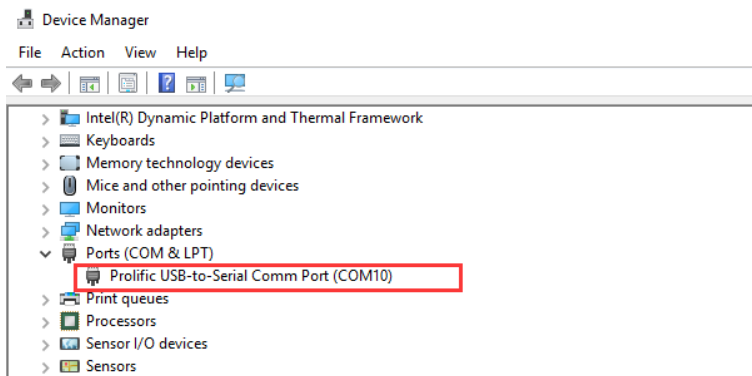 Device Manager
File Action View Help
Intel(R) Dynamic Platform and Thermal Framework
Keyboards
Memory technology devices
Mice and other pointing devices
Monitors
Network adapters
Ports (COM & LPT)
Prolific USB-to-Serial Comm Port (COM10)
Print queues
Processors
Sensor I/O devices
Sensors